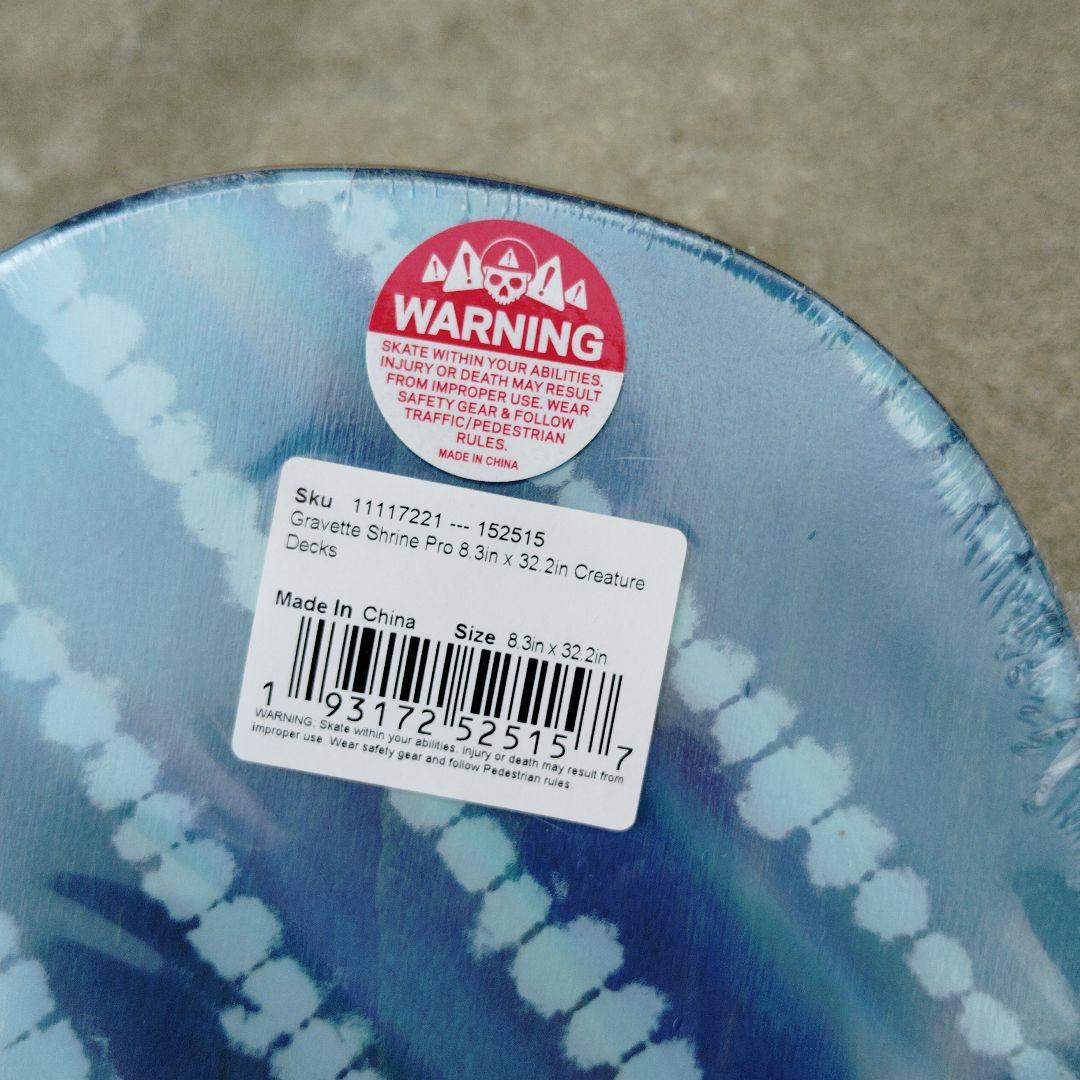 WARNING
SKATE WITHIN YOUR ABILITIES.
INJURY OR DEATH MAY RESULT
FROM IMPROPER USE. WEAR
SAFETY GEAR & FOLLOW
TRAFFIC/PEDESTRIAN
RULES.
MADE IN CHINA
Sku 11117221 --- 152515
Gravette Shrine Pro 8.3in x 32.2in Creature
Decks
Made In China Size 8.3in x 32.2in
1 93172 52515 7
WARNING: Skate within your abilities. Injury or death may result from
improper use. Wear safety gear and follow Pedestrian rules.